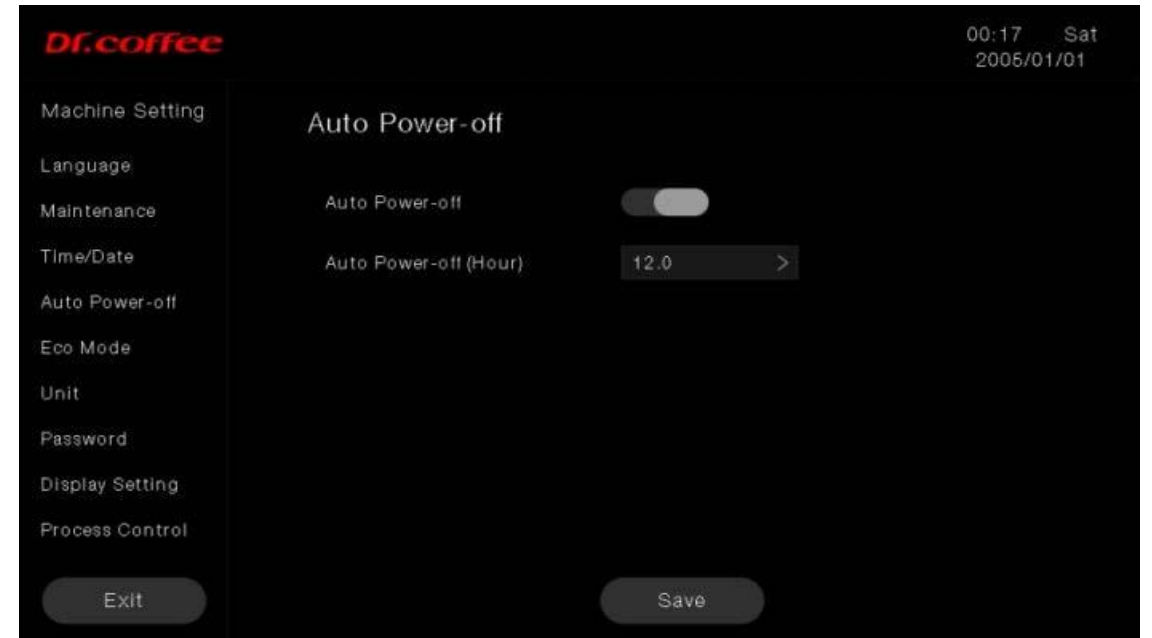 Dr.coffee
00:17 Sat
2005/01/01
Machine Setting
Language
Maintenance
Time/Date
Auto Power-off
Eco Mode
Unit
Password
Display Setting
Process Control
Exit
Auto Power-off
Auto Power-off
Auto Power-off (Hour)
12.0 >
Save